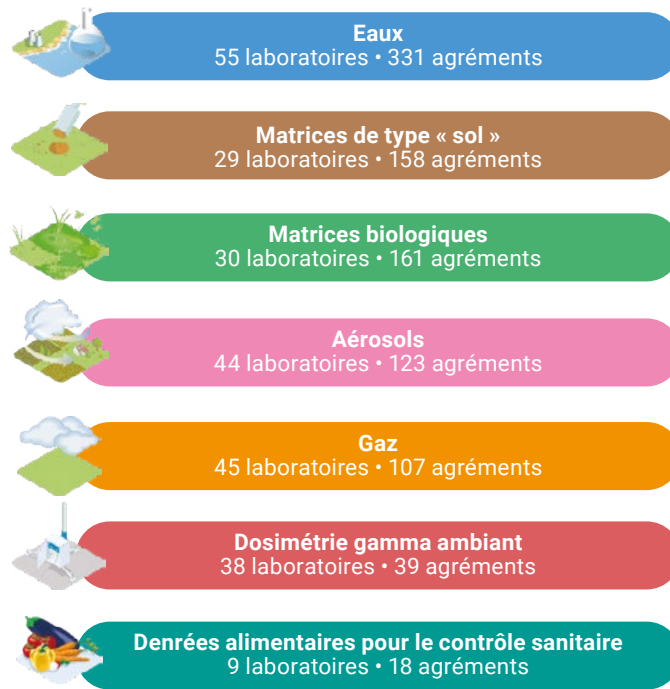 Eaux
55 laboratoires • 331 agréments
Matrices de type « sol »
29 laboratoires • 158 agréments
Matrices biologiques
30 laboratoires • 161 agréments
Aérosols
44 laboratoires • 123 agréments
Gaz
45 laboratoires • 107 agréments
Dosimétrie gamma ambiant
38 laboratoires • 39 agréments
Denrées alimentaires pour le contrôle sanitaire
9 laboratoires • 18 agréments